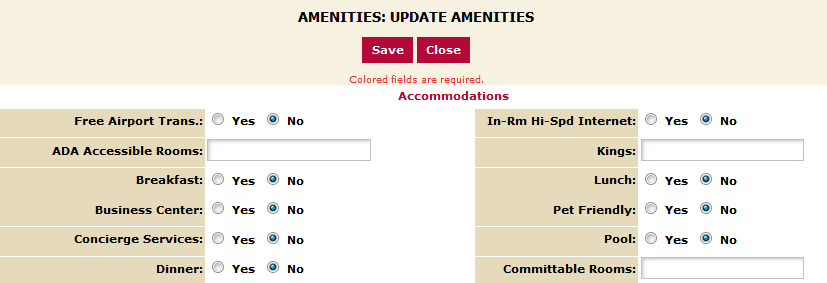 AMENITIES: UPDATE AMENITIES
Save Close
Colored fields are required.
Accommodations
Free Airport Trans.: Yes No In-Rm Hi-Spd Internet: Yes No
ADA Accessible Rooms: Kings:
Breakfast: Yes No Lunch: Yes No
Business Center: Yes No Pet Friendly: Yes No
Concierge Services: Yes No Pool: Yes No
Dinner: Yes No Committable Rooms: